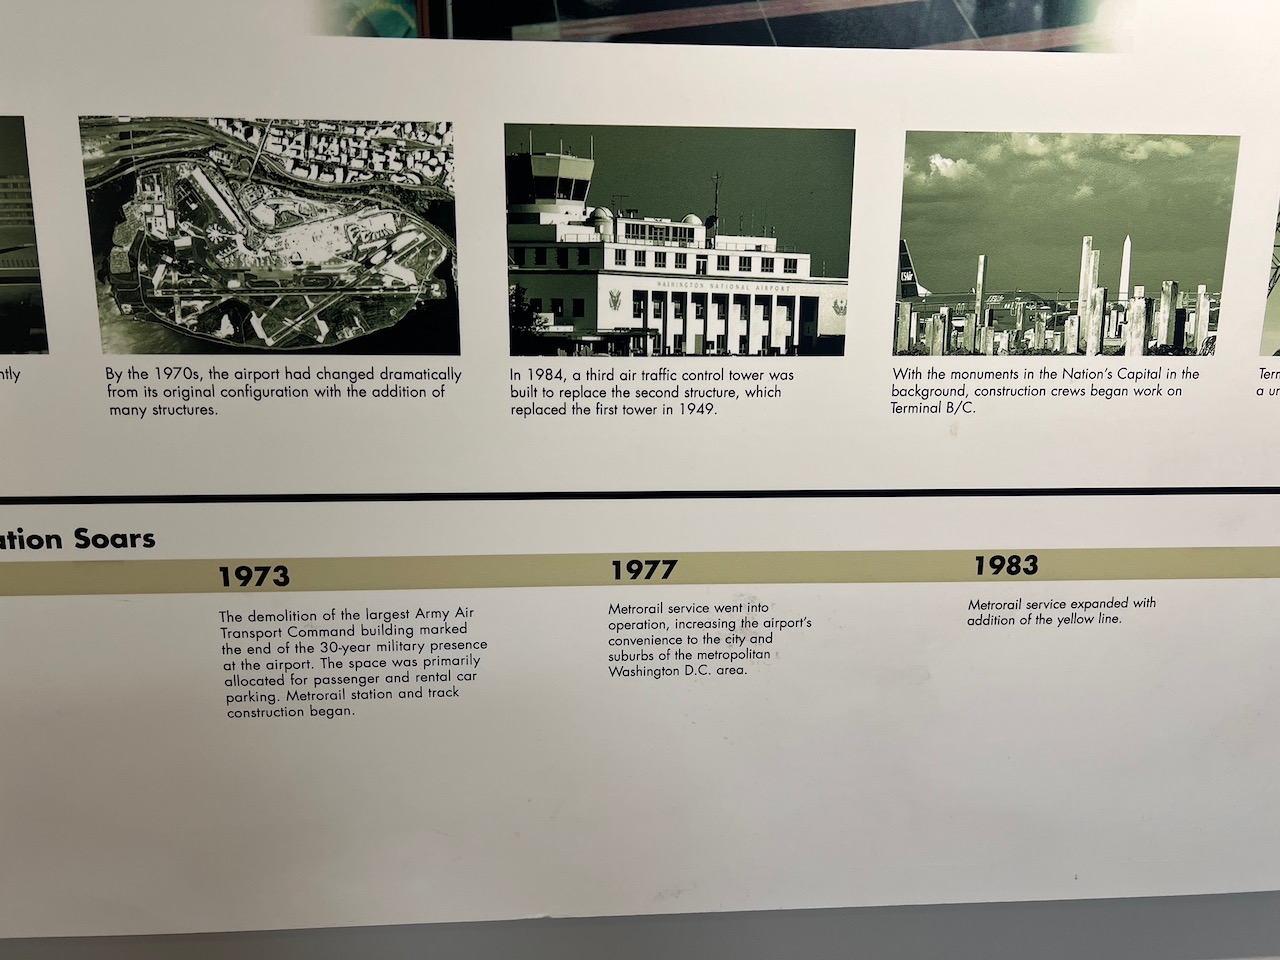 WASHINGTON NATIONAL AIRPORT
By the 1970s, the airport had changed dramatically
from its original configuration with the addition of
many structures.
In 1984, a third air traffic control tower was
built to replace the second structure, which
replaced the first tower in 1949.
With the monuments in the Nation's Capital in the
background, construction crews began work on
Terminal B/C.
a
Soars
1973
The demolition of the largest Army Air
Transport Command building marked
the end of the 30-year military presence
at the airport. The space was primarily
allocated for passenger and rental car
parking. Metrorail station and track
construction began.
1977
Metrorail service went into
operation, increasing the airport's
convenience to the city and
suburbs of the metropolitan
Washington D.C. area.
1983
Metrorail service expanded with
addition of the yellow line.